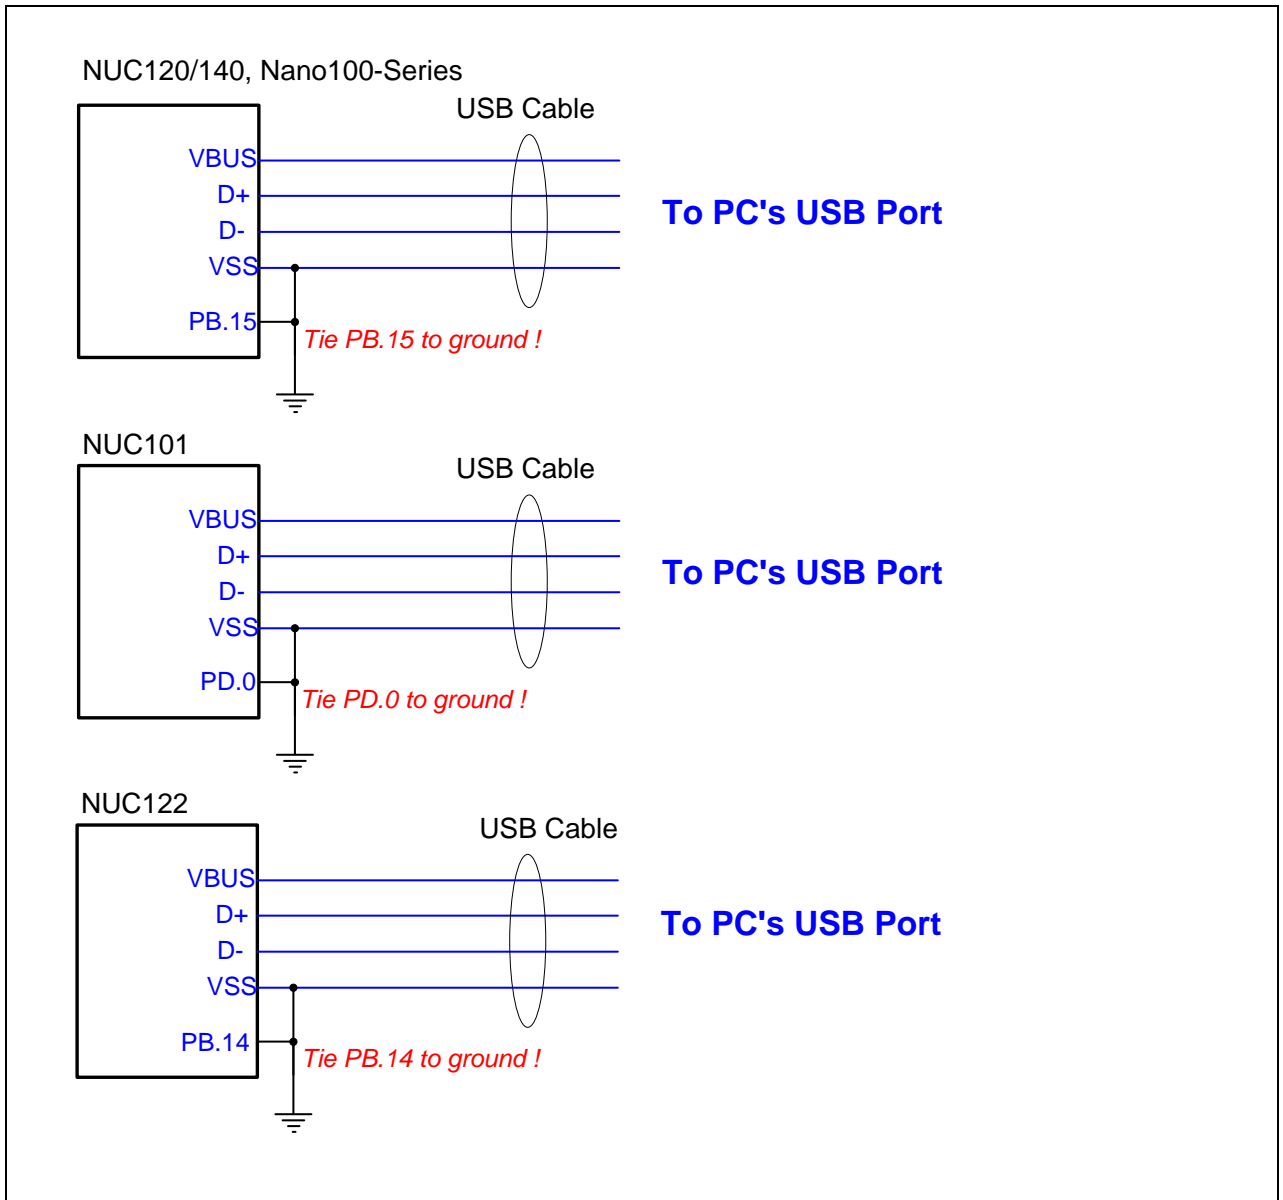 NUC120/140, Nano100-Series
USB Cable
VBUS
D+
D-
VSS
PB.15
To PC's USB Port
Tie PB.15 to ground !
NUC101
USB Cable
VBUS
D+
D-
VSS
PD.0
To PC's USB Port
Tie PD.0 to ground !
NUC122
USB Cable
VBUS
D+
D-
VSS
PB.14
To PC's USB Port
Tie PB.14 to ground !